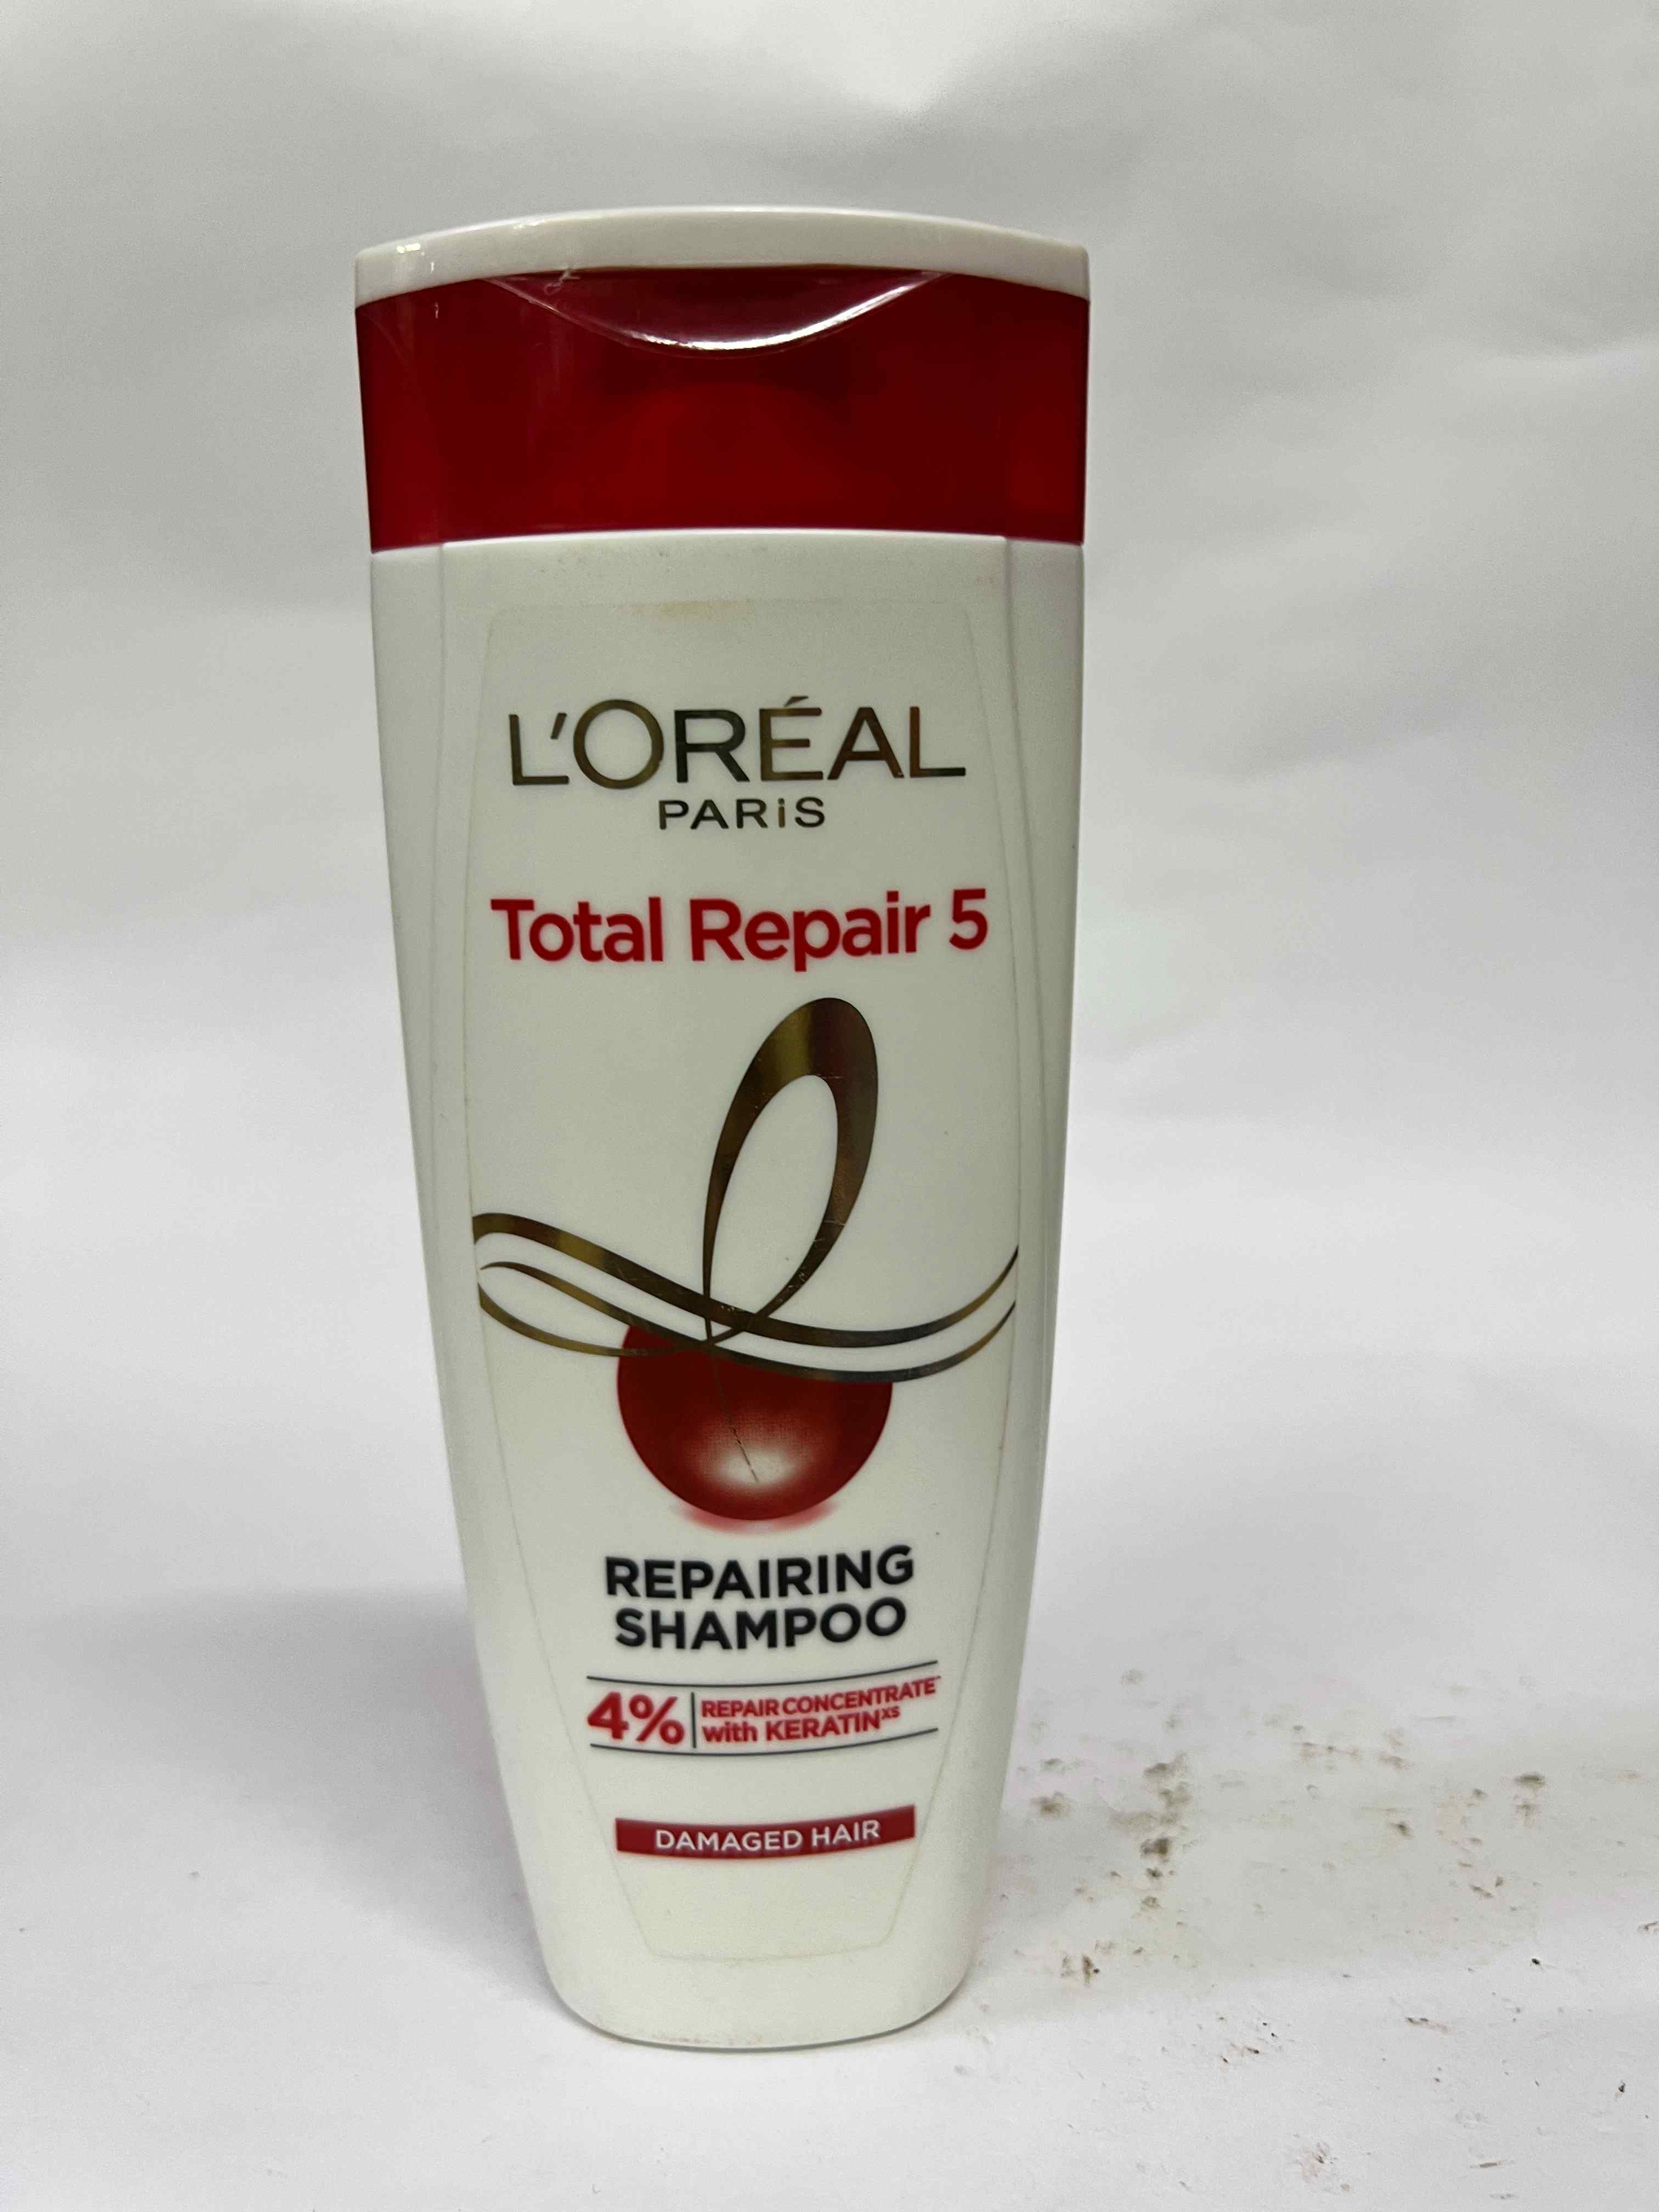 L'ORÉAL
PARiS
Total Repair 5
REPAIRING
SHAMPOO
4% REPAIR CONCENTRATE
with KERATINXS
DAMAGED HAIR